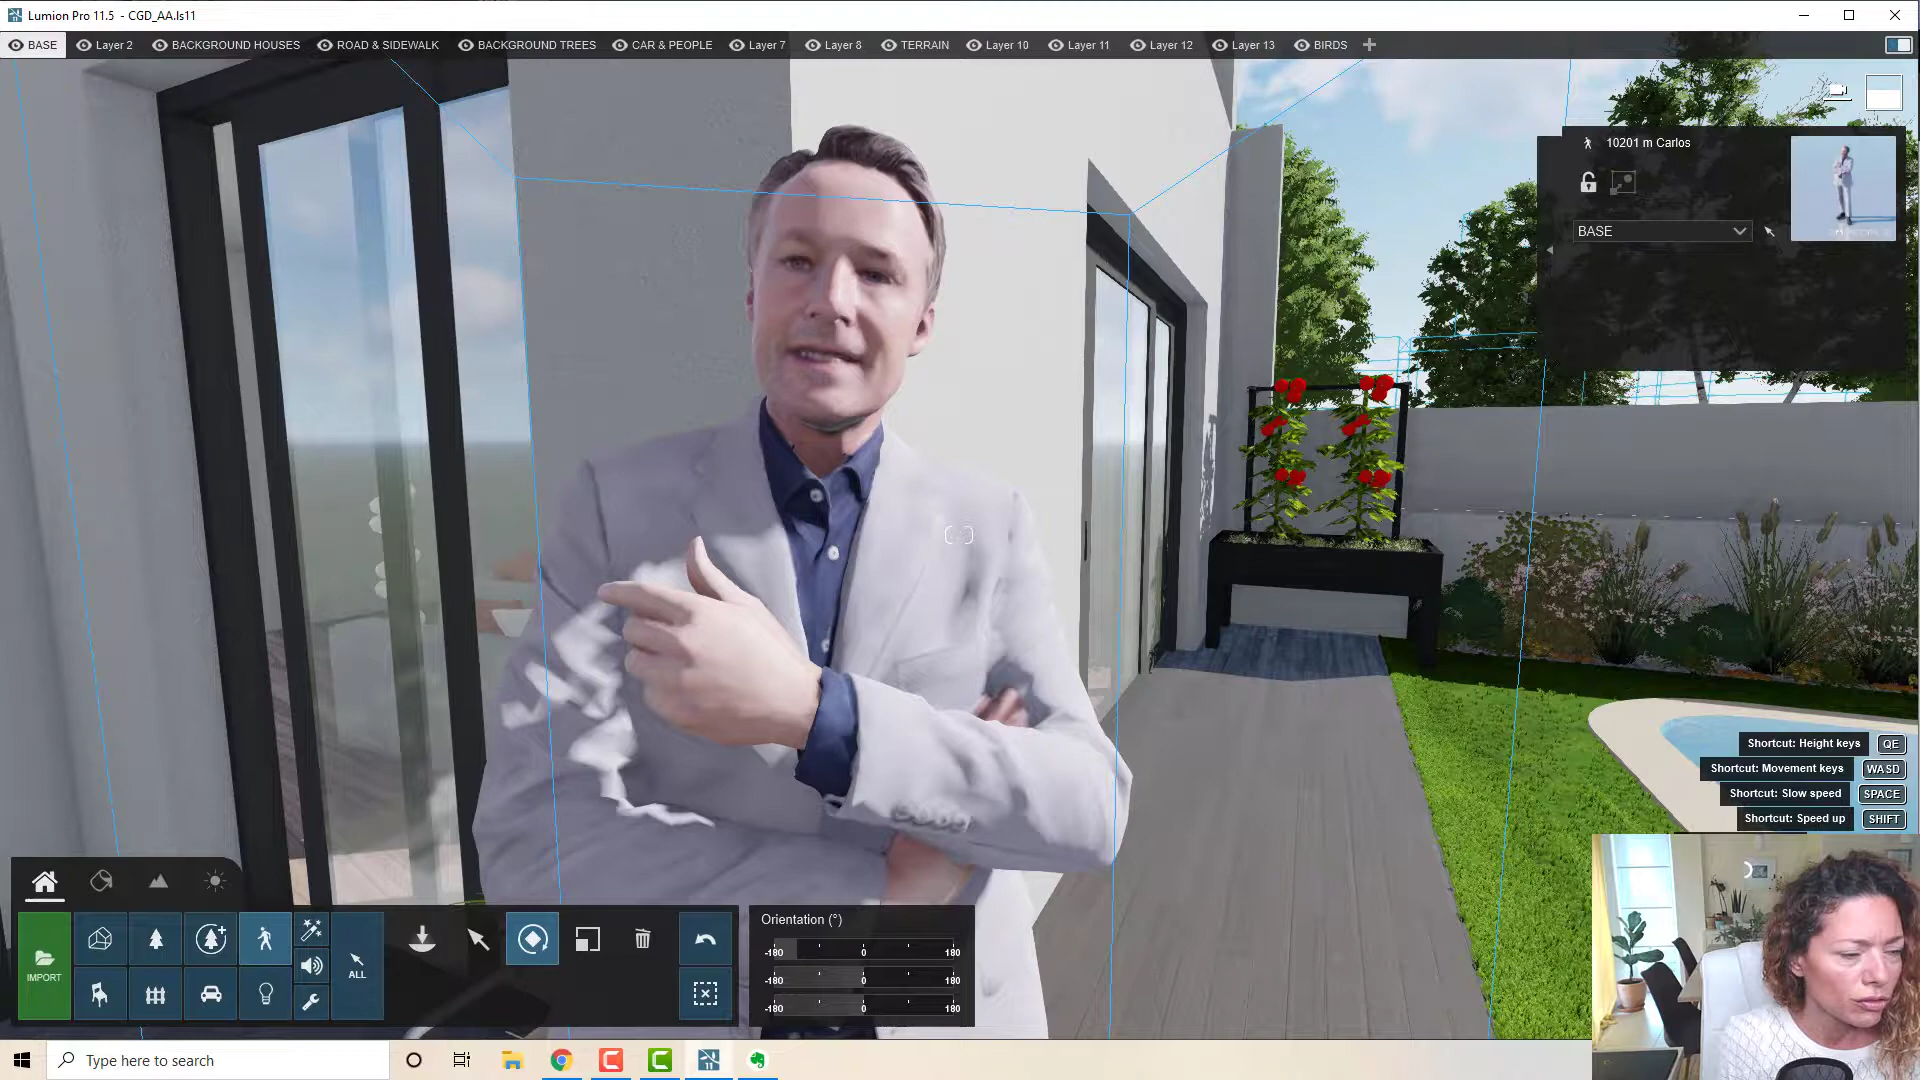 Lumion Pro 11.5 - CGD_AA.ls11
BASE Layer 2 BACKGROUND HOUSES ROAD & SIDEWALK BACKGROUND TREES CAR & PEOPLE Layer 7 Layer 8 TERRAIN Layer 10 Layer 11 Layer 12 Layer 13 BIRDS
10201 m Carlos
BASE
Shortcut: Height keys QE
Shortcut: Movement keys WASD
Shortcut: Slow speed SPACE
Shortcut: Speed up SHIFT
IMPORT
ALL
Orientation (°)
-180 0 180
-180 0 180
-180 0 180
Type here to search
11